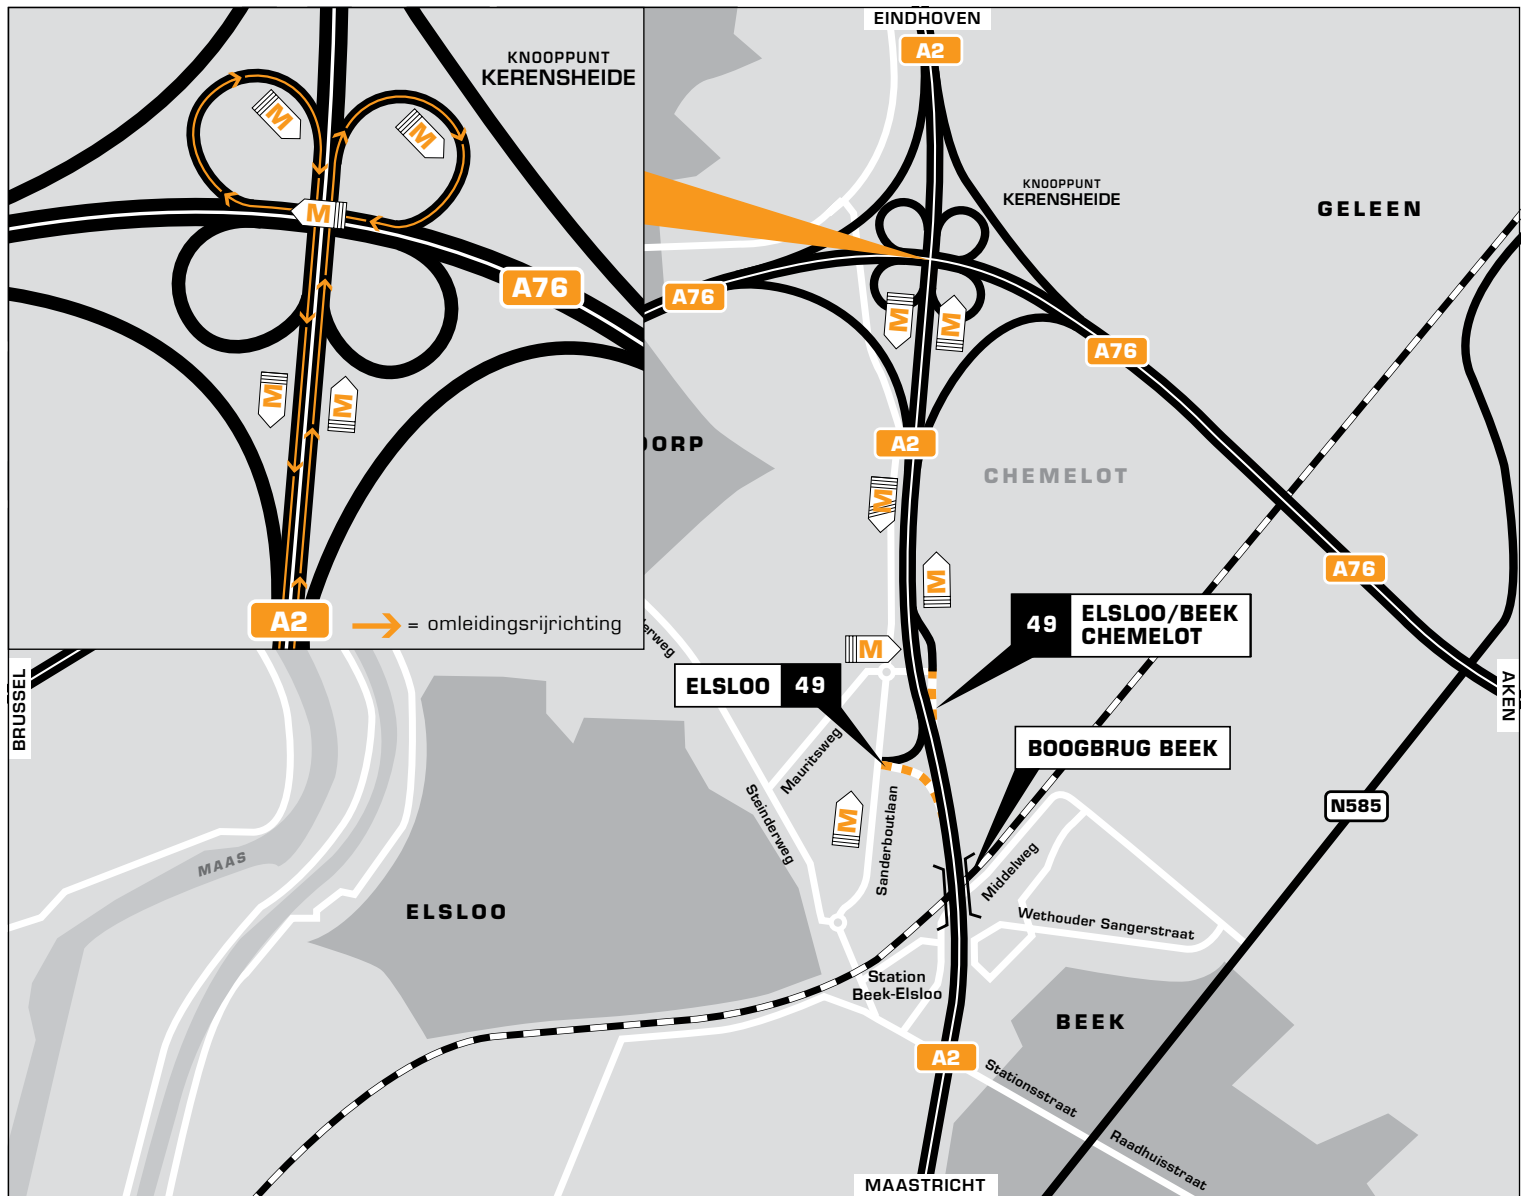 KNOOPPUNT
KERENSHEIDE
M
M
M
A76
M
M
A2
= omleidingsrijrichting
EINDHOVEN
A2
KNOOPPUNT
KERENSHEIDE
GELEEN
A76
M
M
A76
A2
DORP
CHEMELOT
M
M
A76
49
ELSLOO/BEEK
CHEMELOT
M
erweg
ELSLOO
49
BRUSSEL
AKEN
BOOGBRUG BEEK
Mauritsweg
Steinderweg
M
Sanderboutlaan
N585
MAAS
Middelweg
ELSLOO
Wethouder Sangerstraat
Station
Beek-Elsloo
BEEK
A2
Stationsstraat
Raadhuisstraat
MAASTRICHT